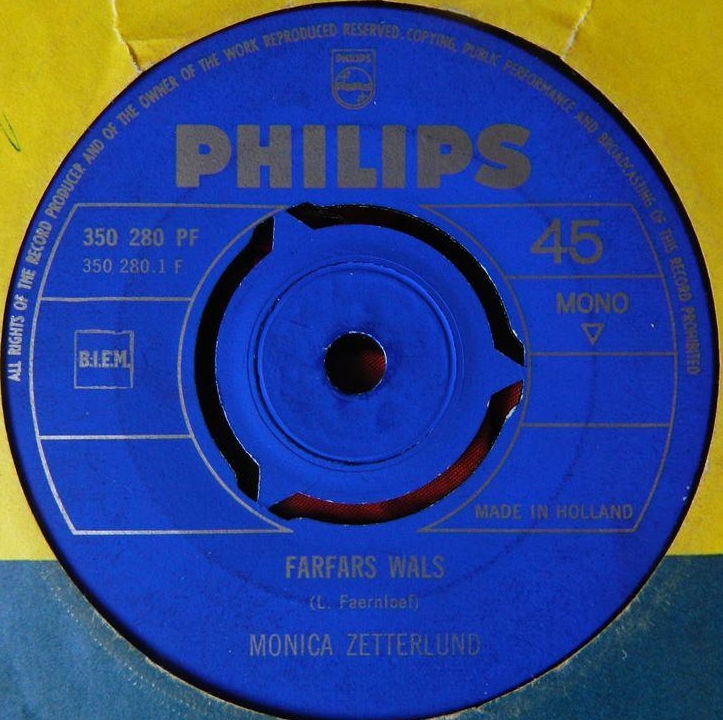 ALL RIGHTS OF THE RECORD PRODUCER AND OF THE OWNER OF THE WORK REPRODUCED RESERVED. COPYING, PUBLIC PERFORMANCE AND BROADCASTING OF THIS RECORD PROHIBITED
PHILIPS
PHILIPS
350 280 PF
350 280.1 F
45
MONO
B.I.E.M.
MADE IN HOLLAND
FARFARS WALS
(L. Faernloef)
MONICA ZETTERLUND